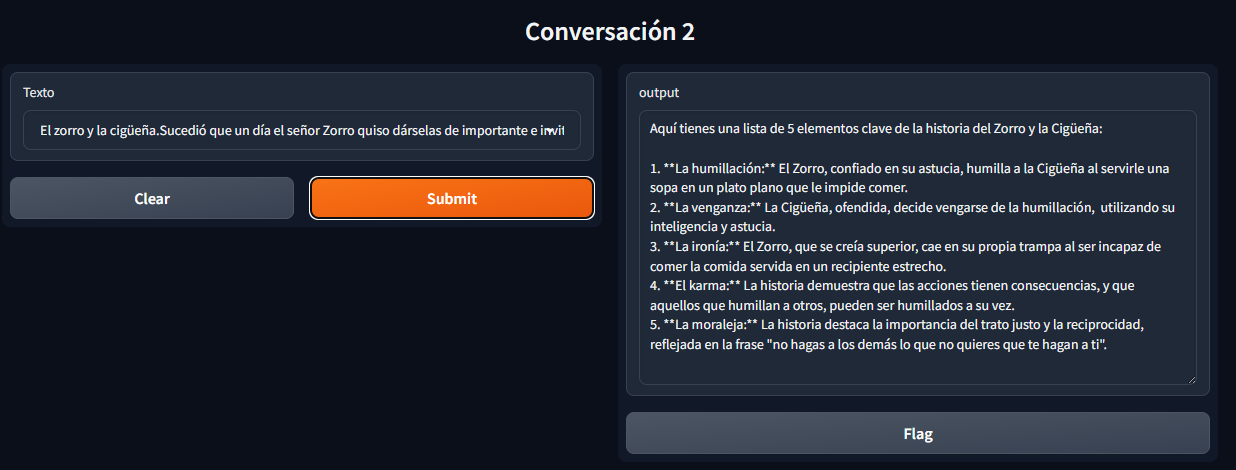 Conversación 2
Texto
El zorro y la cigüeña.Sucedió que un día el señor Zorro quiso dárselas de importante e invit
Clear
Submit
output
Aquí tienes una lista de 5 elementos clave de la historia del Zorro y la Cigüeña:
1. **La humillación:** El Zorro, confiado en su astucia, humilla a la Cigüeña al servirle una
sopa en un plato plano que le impide comer.
2. **La venganza:** La Cigüeña, ofendida, decide vengarse de la humillación,  utilizando su
inteligencia y astucia.
3. **La ironía:** El Zorro, que se creía superior, cae en su propia trampa al ser incapaz de
comer la comida servida en un recipiente estrecho.
4. **El karma:** La historia demuestra que las acciones tienen consecuencias, y que
aquellos que humillan a otros, pueden ser humillados a su vez.
5. **La moraleja:** La historia destaca la importancia del trato justo y la reciprocidad,
reflejada en la frase "no hagas a los demás lo que no quieres que te hagan a ti".
Flag